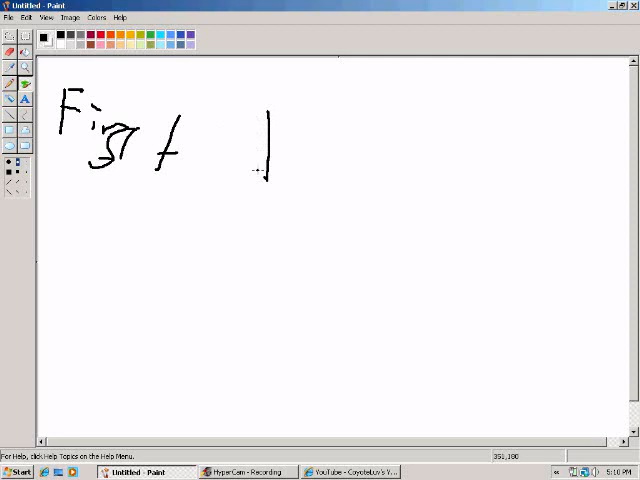 Untitled - Paint
File Edit View Image Colors Help
First
For Help, click Help Topics on the Help Menu.
351,180
Start
Untitled - Paint
HyperCam - Recording
YouTube - CoyoteLuv's Y...
«
5:10 PM